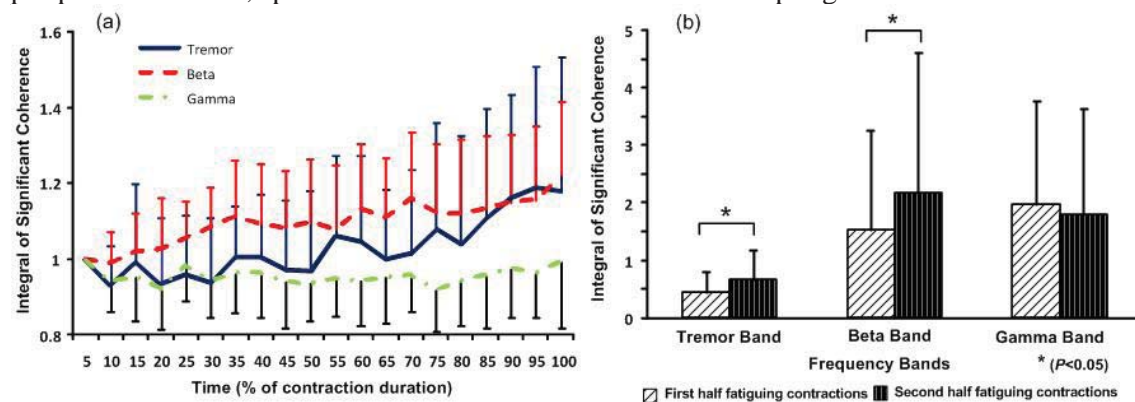 (a)
Integral of Significant Coherence
1.6
1.4
1.2
1
0.8
Tremor
Beta
Gamma
5 10 15 20 25 30 35 40 45 50 55 60 65 70 75 80 85 90 95 100
Time (% of contraction duration)
(b)
Integral of Significant Coherence
5
4
3
2
1
0
*
*
Tremor Band Beta Band Gamma Band
Frequency Bands
* (P<0.05)
First half fatiguing contractions Second half fatiguing contractions